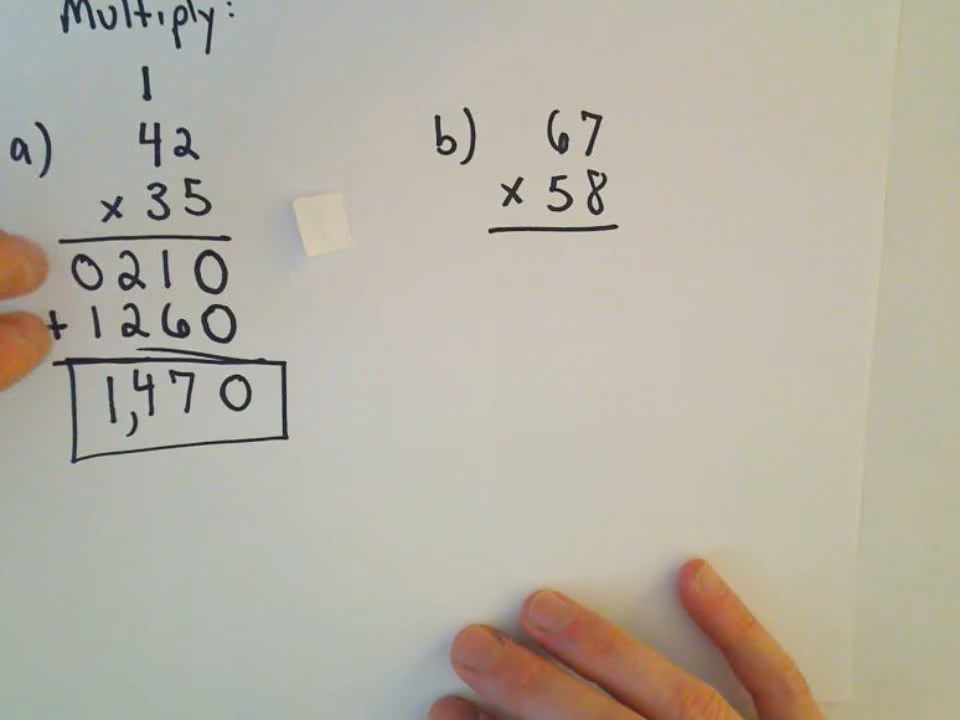 Multiply:
1
a) 42
x 35
0210
+ 1260
1,470
b) 67
x 58